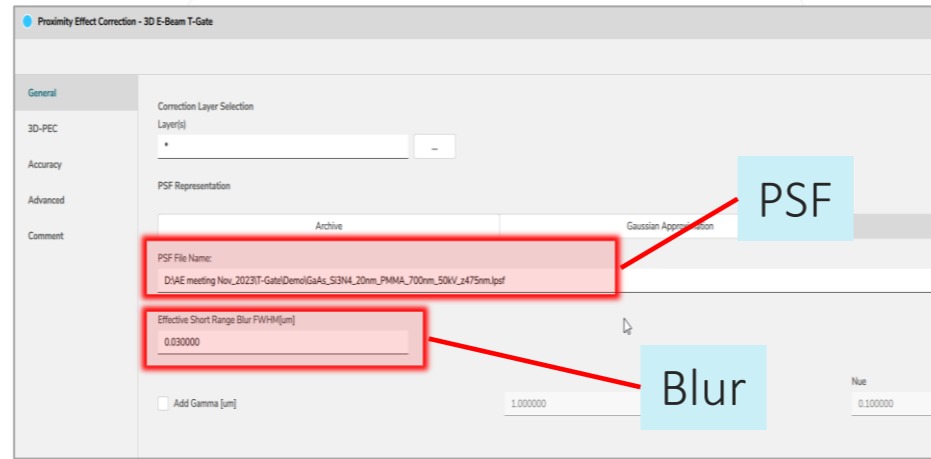 Proximity Effect Correction - 3D E-Beam T-Gate
General
Correction Layer Selection
Layer(s)
3D-PEC
*
...
Accuracy
PSF Representation
Advanced
PSF
Archive
Gaussian Approximation
Comment
PSF File Name:
D:\AE meeting Nov_2023\T-Gate\Demo\GaAs_Si3N4_20nm_PMMA_700nm_50kV_z475nm.lpsf
Effective Short Range Blur FWHM[um]
0.030000
Blur
Nue
Add Gamma [um]
1.000000
0.100000